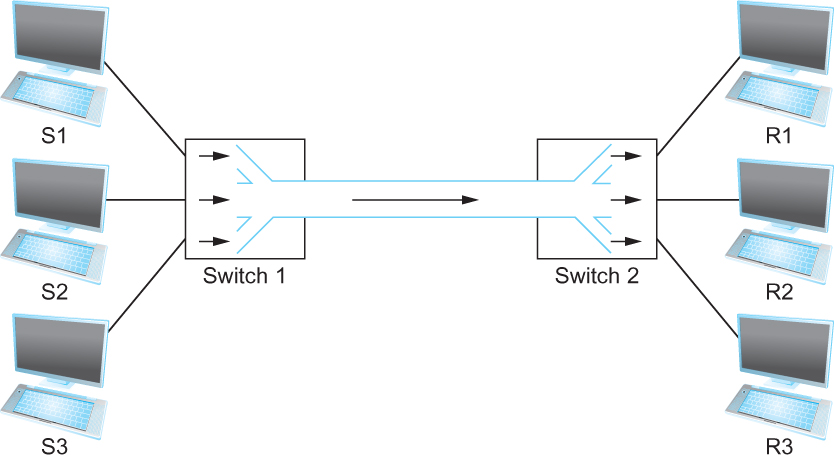 S1
R1
Switch 1
Switch 2
S2
R2
S3
R3